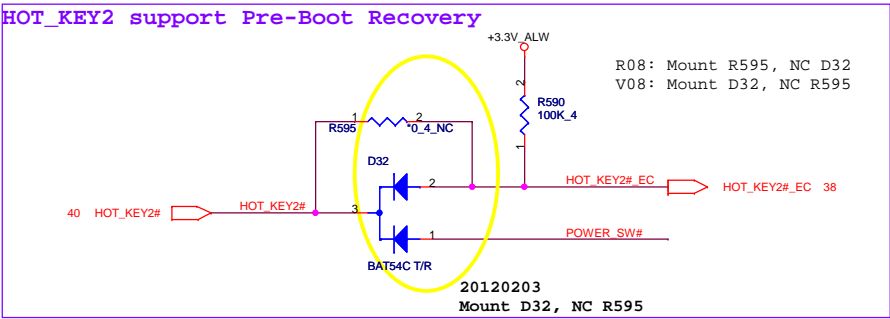 HOT_KEY2 support Pre-Boot Recovery
+3.3V_ALW
R08: Mount R595, NC D32
V08: Mount D32, NC R595
2
R590
100K_4
1
1
2
R595
*0_4_NC
D32
2
HOT_KEY2#_EC
HOT_KEY2#_EC 38
40 HOT_KEY2#
HOT_KEY2#
3
1
POWER_SW#
BAT54C T/R
20120203
Mount D32, NC R595